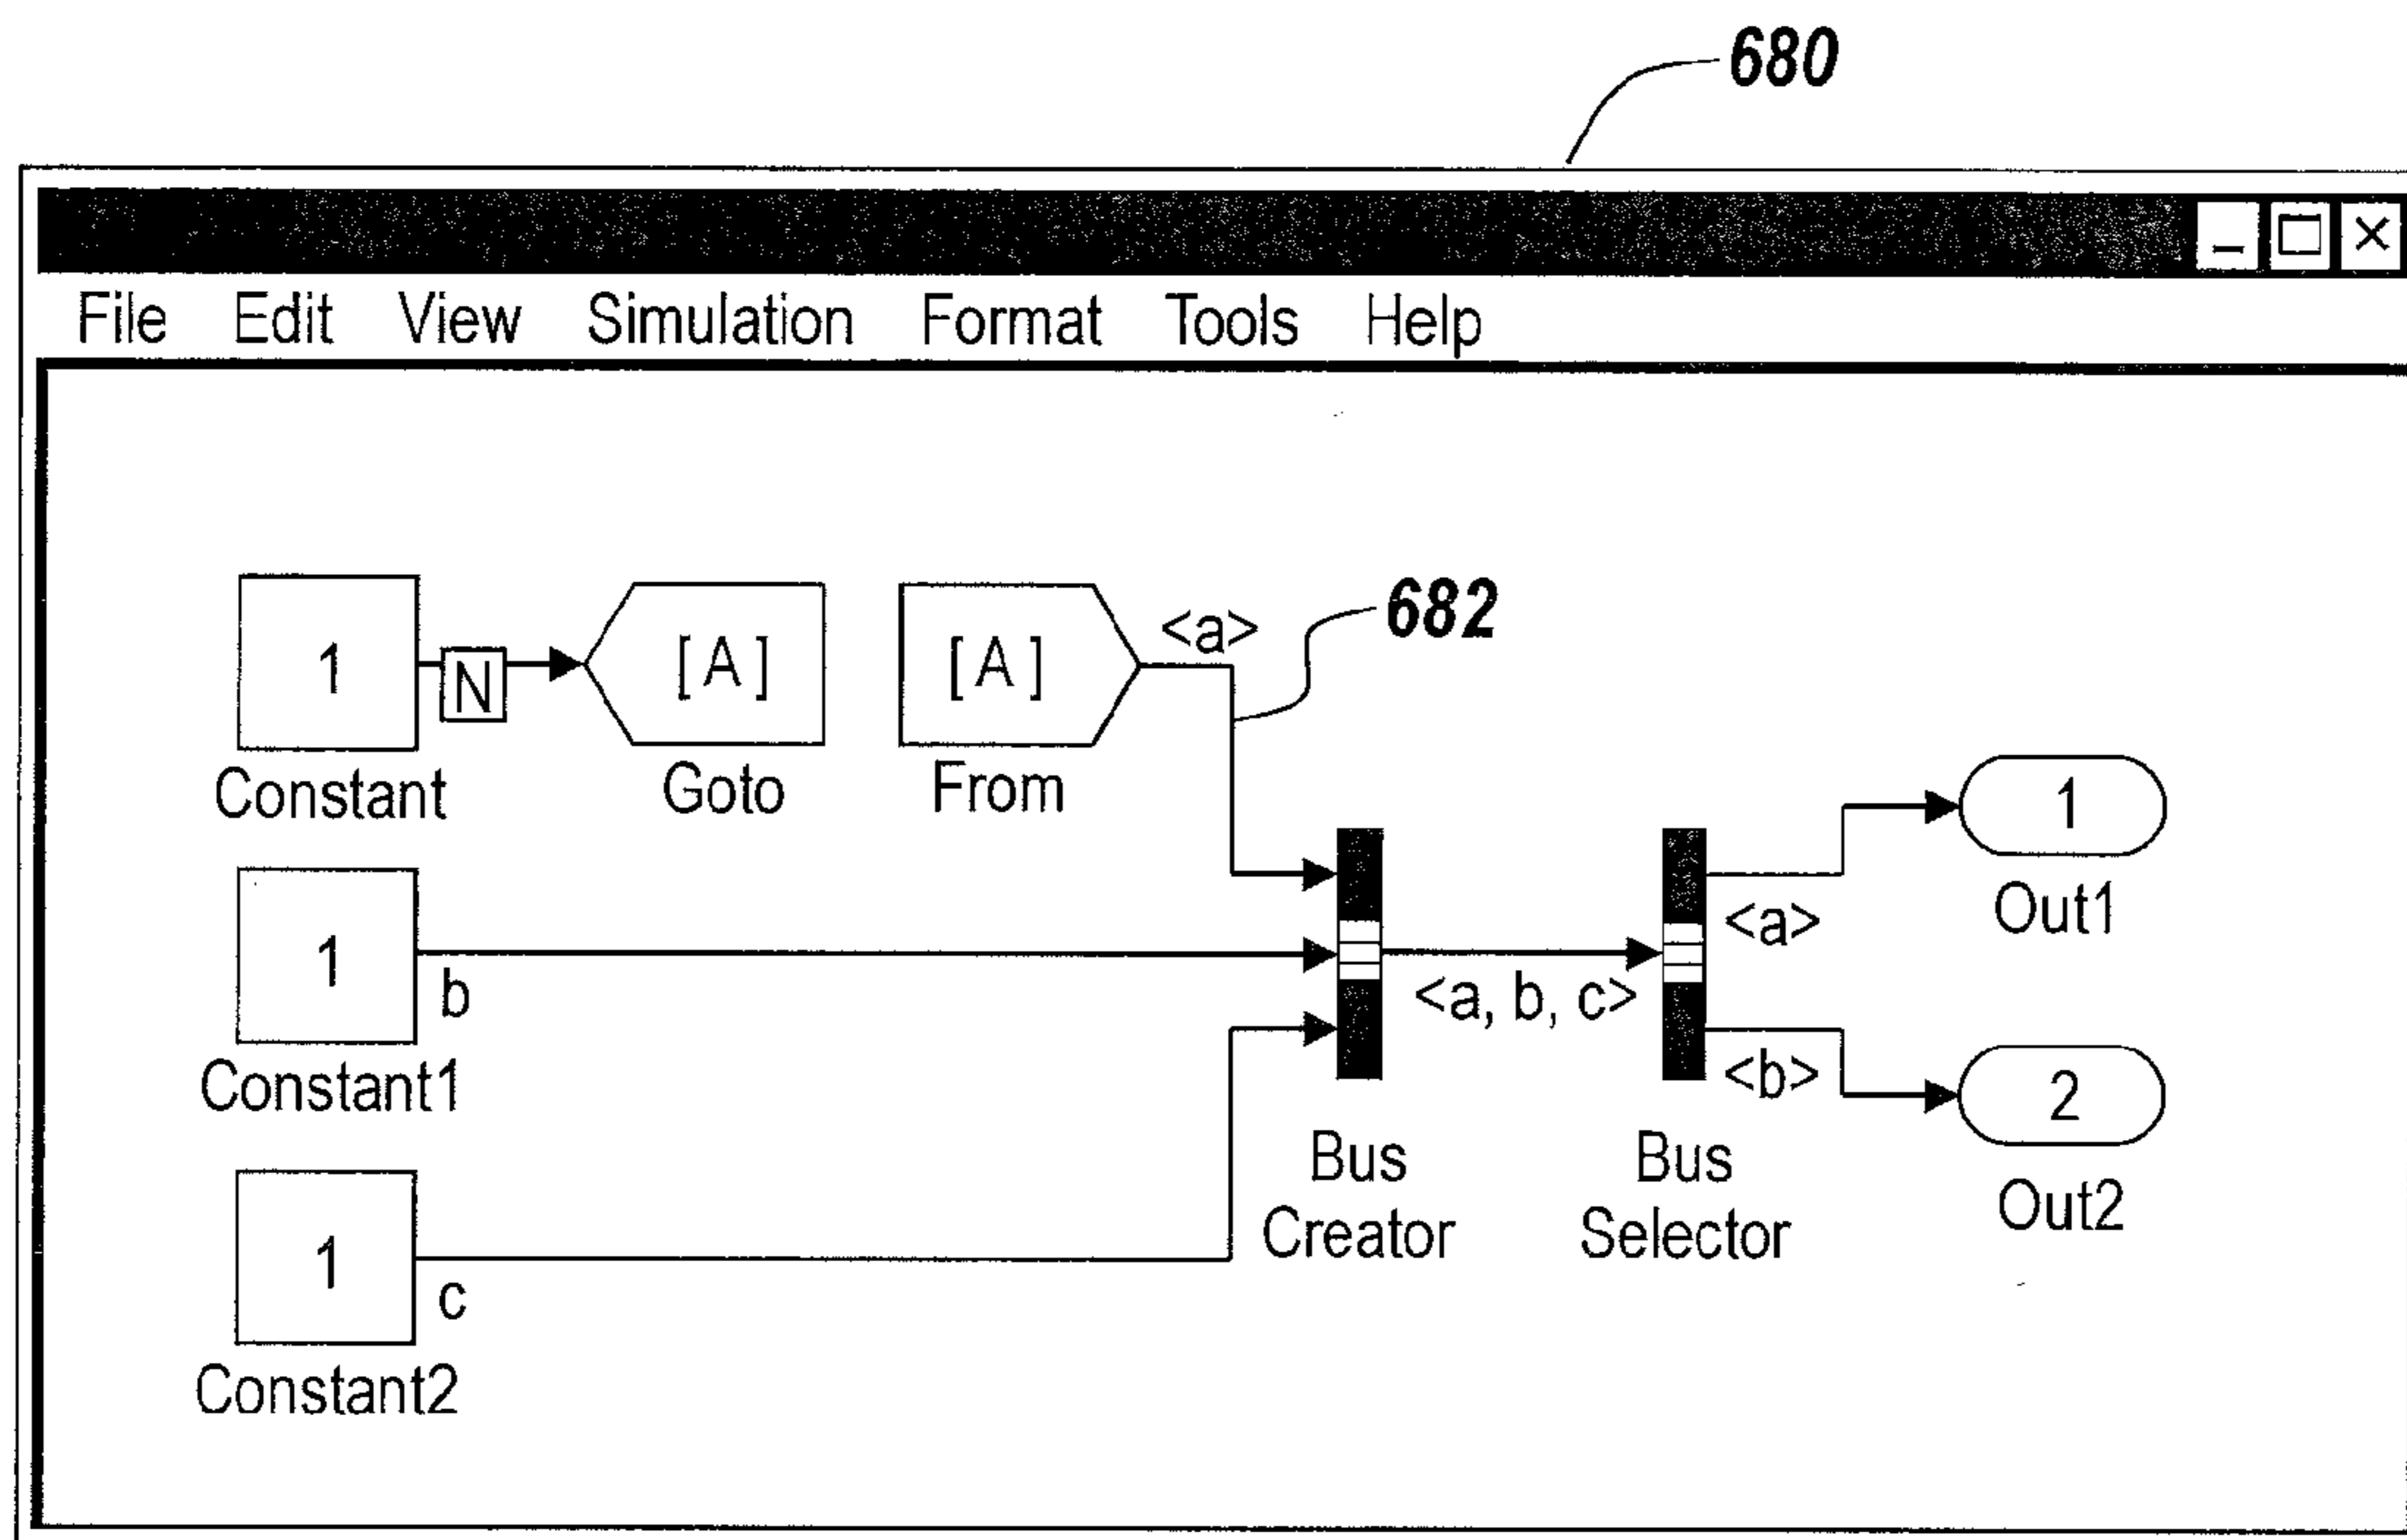 680
File Edit View Simulation Format Tools Help
1 N [A] [A] <a> 682
Constant Goto From
1
Out1
1 b <a, b, c> <a>
Constant1
<b> 2
Out2
Bus Creator
Bus Selector
1 c
Constant2